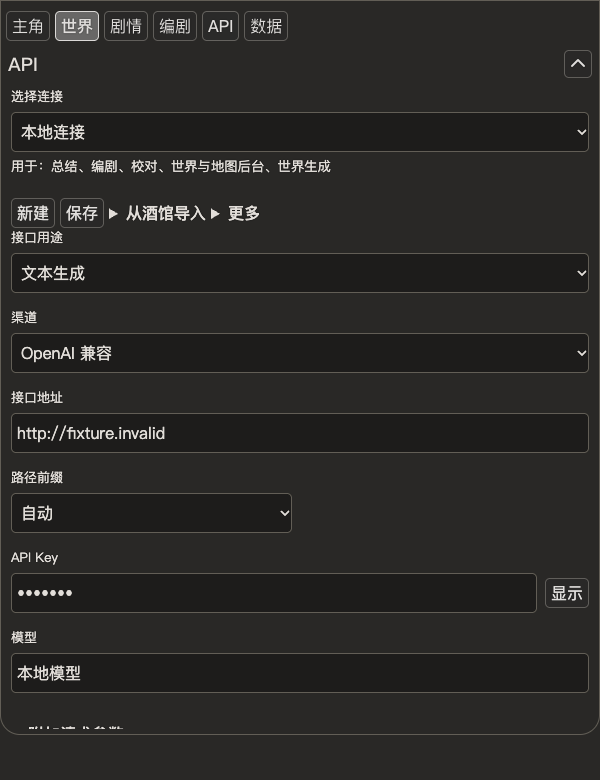 主角 世界 剧情 编剧 API 数据
API
选择连接
本地连接
用于：总结、编剧、校对、世界与地图后台、世界生成
新建 保存 ▶ 从酒馆导入 ▶ 更多
接口用途
文本生成
渠道
OpenAI 兼容
接口地址
http://fixture.invalid
路径前缀
自动
API Key
••••••• 显示
模型
本地模型